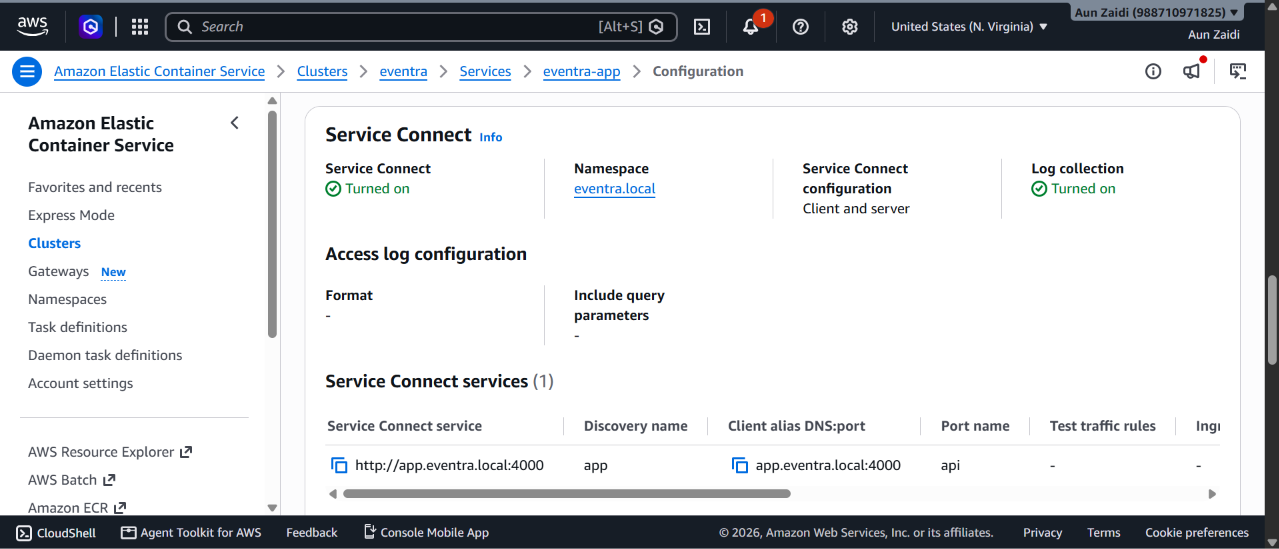 aws
Search
[Alt+S]
1
United States (N. Virginia)
Aun Zaidi (988710971825)
Aun Zaidi
Amazon Elastic Container Service
Clusters
eventra
Services
eventra-app
Configuration
Amazon Elastic
Container Service
Favorites and recents
Express Mode
Clusters
Gateways New
Namespaces
Task definitions
Daemon task definitions
Account settings
AWS Resource Explorer
AWS Batch
Amazon ECR
Service Connect Info
Service Connect
Turned on
Namespace
eventra.local
Service Connect
configuration
Client and server
Log collection
Turned on
Access log configuration
Format
-
Include query
parameters
-
Service Connect services (1)
Service Connect service Discovery name Client alias DNS:port Port name Test traffic rules
http://app.eventra.local:4000 app app.eventra.local:4000 api - -
CloudShell Agent Toolkit for AWS Feedback Console Mobile App © 2026, Amazon Web Services, Inc. or its affiliates. Privacy Terms Cookie preferences